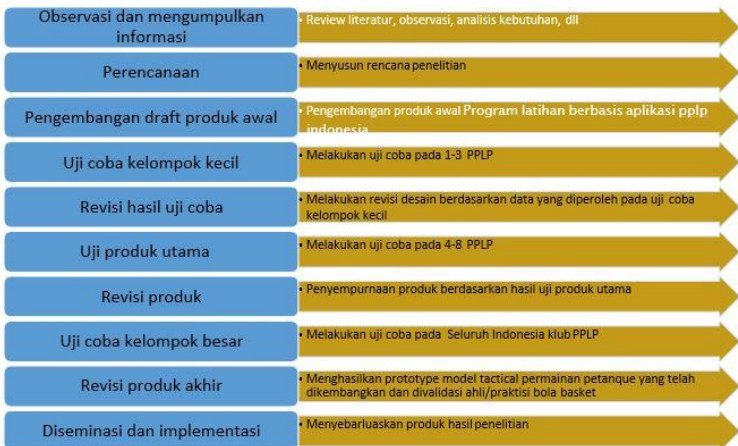 Observasi dan mengumpulkan
informasi
• Review literatur, observasi, analisis kebutuhan, dll
Perencanaan
• Menyusun rencana penelitian
Pengembangan draft produk awal
• Pengembangan produk awal Program latihan berbasis aplikasi pplp
indonesia
Uji coba kelompok kecil
• Melakukan uji coba pada 1-3 PPLP
Revisi hasil uji coba
• Melakukan revisi desain berdasarkan data yang diperoleh pada uji coba
kelompok kecil
Uji produk utama
• Melakukan uji coba pada 4-8 PPLP
Revisi produk
• Penyempurnaan produk berdasarkan hasil uji produk utama
Uji coba kelompok besar
• Melakukan uji coba pada Seluruh Indonesia klub PPLP
Revisi produk akhir
• Menghasilkan prototype model tactical permainan petanque yang telah
dikembangkan dan divalidasi ahli/praktisi bola basket
Diseminasi dan implementasi
• Menyebarluaskan produk hasil penelitian